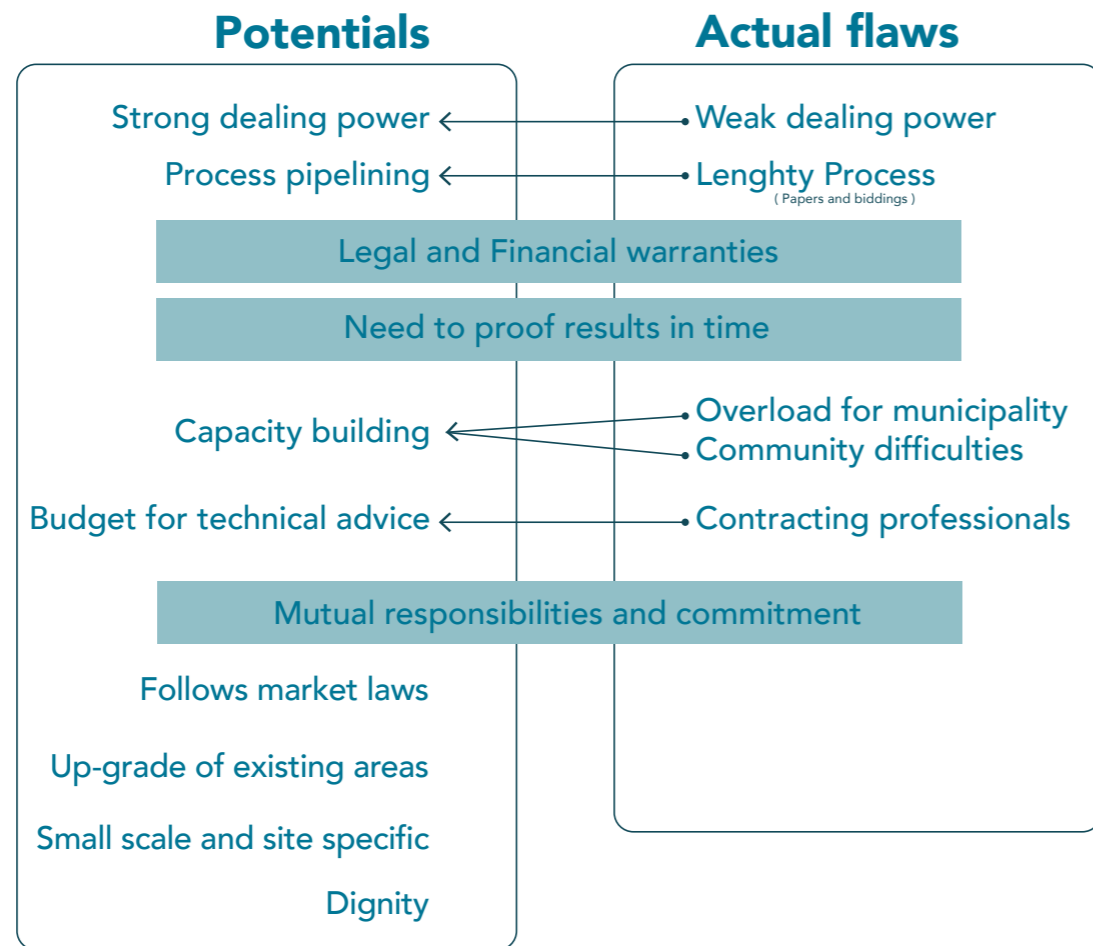 Potentials
Actual flaws
Strong dealing power
Weak dealing power
Process pipelining
Lenghty Process
( Papers and biddings )
Legal and Financial warranties
Need to proof results in time
Capacity building
Overload for municipality
Community difficulties
Budget for technical advice
Contracting professionals
Mutual responsibilities and commitment
Follows market laws
Up-grade of existing areas
Small scale and site specific
Dignity